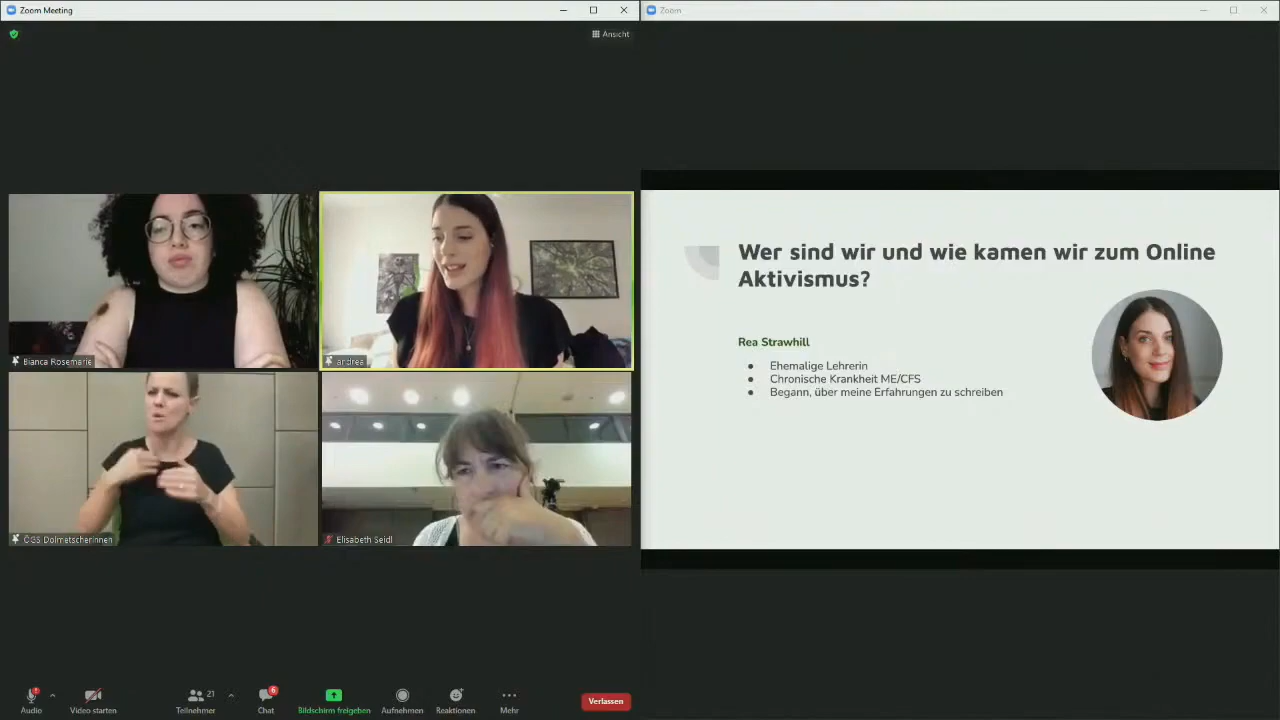 Zoom Meeting
Ansicht
Bianca Rosemarie
andrea
ÖGS Dolmetscherinnen
Elisabeth Seidl
Audio
Video starten
21
Teilnehmer
6
Chat
Bildschirm freigeben
Aufnehmen
Reaktionen
Mehr
Verlassen
Zoom
Wer sind wir und wie kamen wir zum Online
Aktivismus?
Rea Strawhill
● Ehemalige Lehrerin
● Chronische Krankheit ME/CFS
● Begann, über meine Erfahrungen zu schreiben